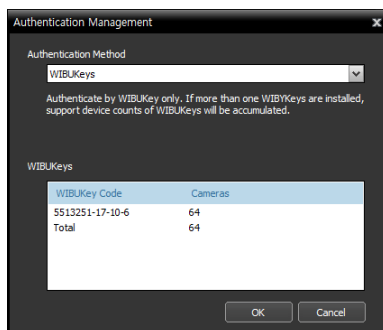 Authentication Management x
Authentication Method
WIBUKeys
Authenticate by WIBUKey only. If more than one WIBYKeys are installed,
support device counts of WIBUKeys will be accumulated.
WIBUKeys
WIBUKey Code Cameras
5513251-17-10-6 64
Total 64
OK Cancel